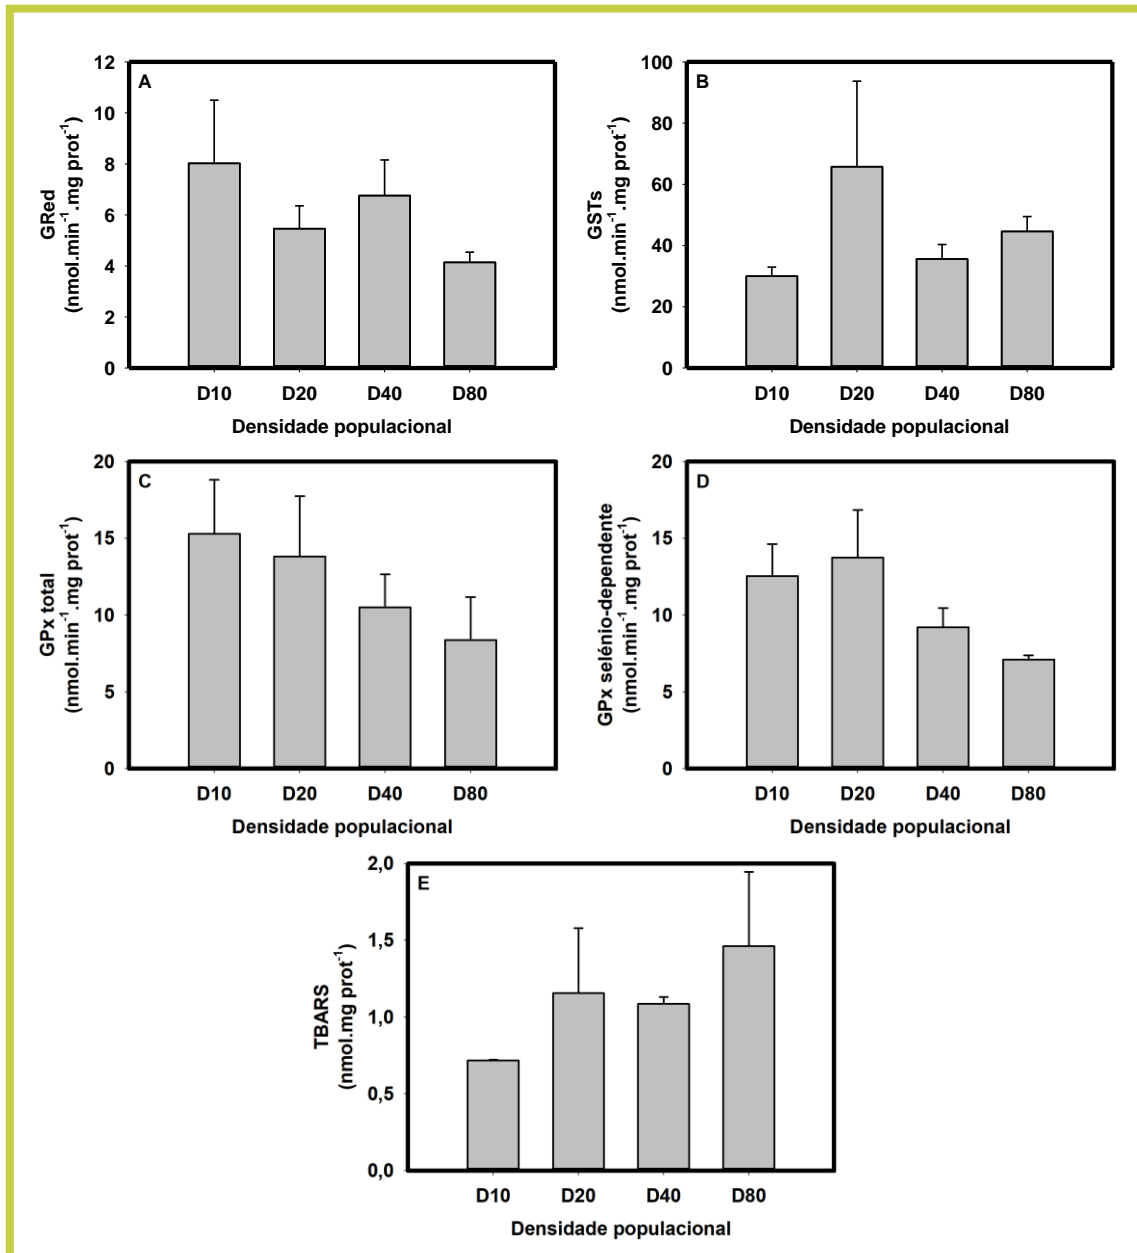 A
GRed
(nmol.min⁻¹.mg prot⁻¹)
12
10
8
6
4
2
0
D10 D20 D40 D80
Densidade populacional
B
GSTs
(nmol.min⁻¹.mg prot⁻¹)
100
80
60
40
20
0
D10 D20 D40 D80
Densidade populacional
C
GPx total
(nmol.min⁻¹.mg prot⁻¹)
20
15
10
5
0
D10 D20 D40 D80
Densidade populacional
D
GPx selénio-dependente
(nmol.min⁻¹.mg prot⁻¹)
20
15
10
5
0
D10 D20 D40 D80
Densidade populacional
E
TBARS
(nmol.mg prot⁻¹)
2,0
1,5
1,0
0,5
0,0
D10 D20 D40 D80
Densidade populacional